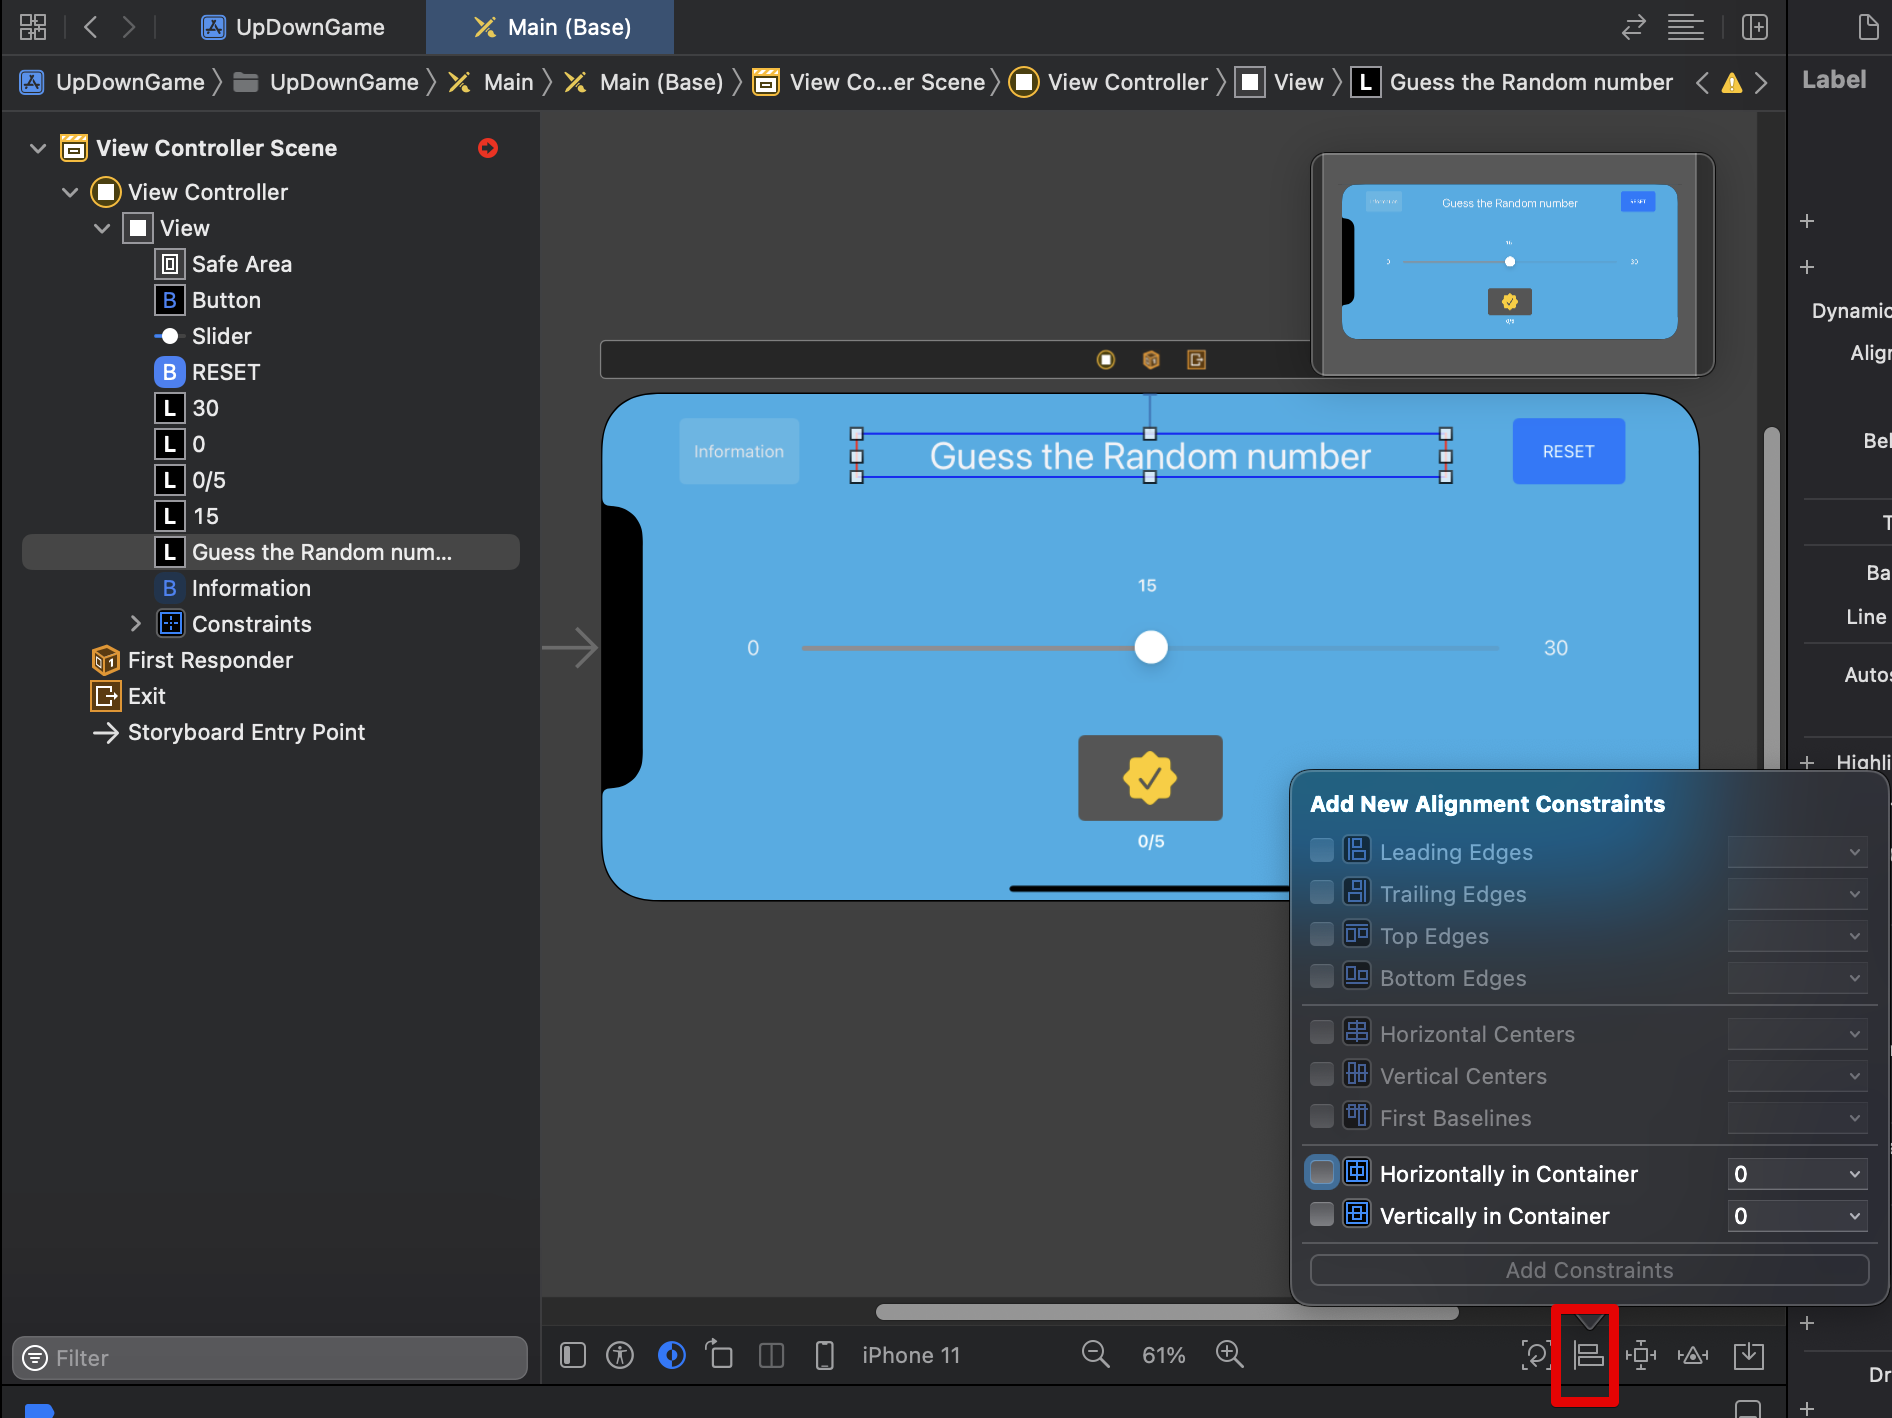 UpDownGame
Main (Base)
UpDownGame
UpDownGame
Main
Main (Base)
View Co...er Scene
View Controller
View
L
Guess the Random number
Label
View Controller Scene
View Controller
View
Safe Area
B Button
Slider
B RESET
L 30
L 0
L 0/5
L 15
L Guess the Random num...
B Information
Constraints
First Responder
Exit
Storyboard Entry Point
Guess the Random number
RESET
0/5
Information
Guess the Random number
RESET
15
0
30
0/5
Dynamic
Align
Bel
T
Ba
Line
Autos
Highli
Dr
Add New Alignment Constraints
Leading Edges
Trailing Edges
Top Edges
Bottom Edges
Horizontal Centers
Vertical Centers
First Baselines
Horizontally in Container 0
Vertically in Container 0
Add Constraints
Filter
iPhone 11
61%